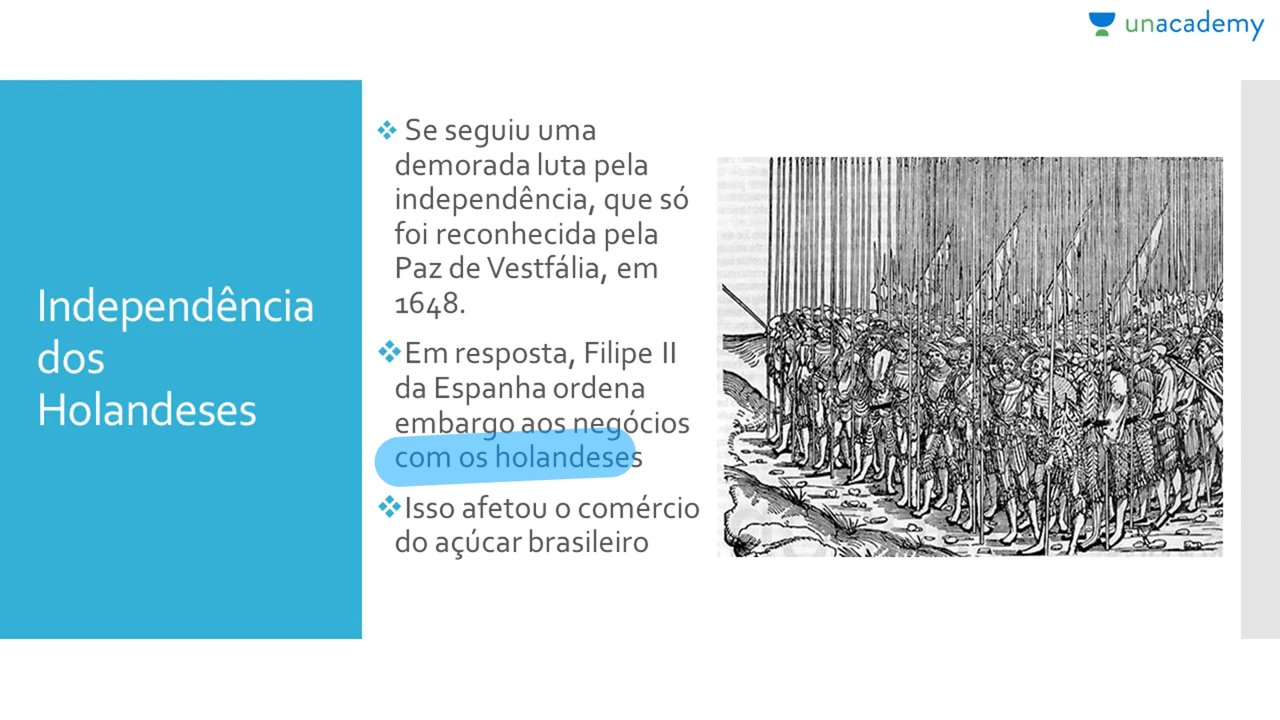 unacademy
Independência
dos
Holandeses
❖ Se seguiu uma
demorada luta pela
independência, que só
foi reconhecida pela
Paz de Vestfália, em
1648.
❖Em resposta, Filipe II
da Espanha ordena
embargo aos negócios
com os holandeses
❖Isso afetou o comércio
do açúcar brasileiro